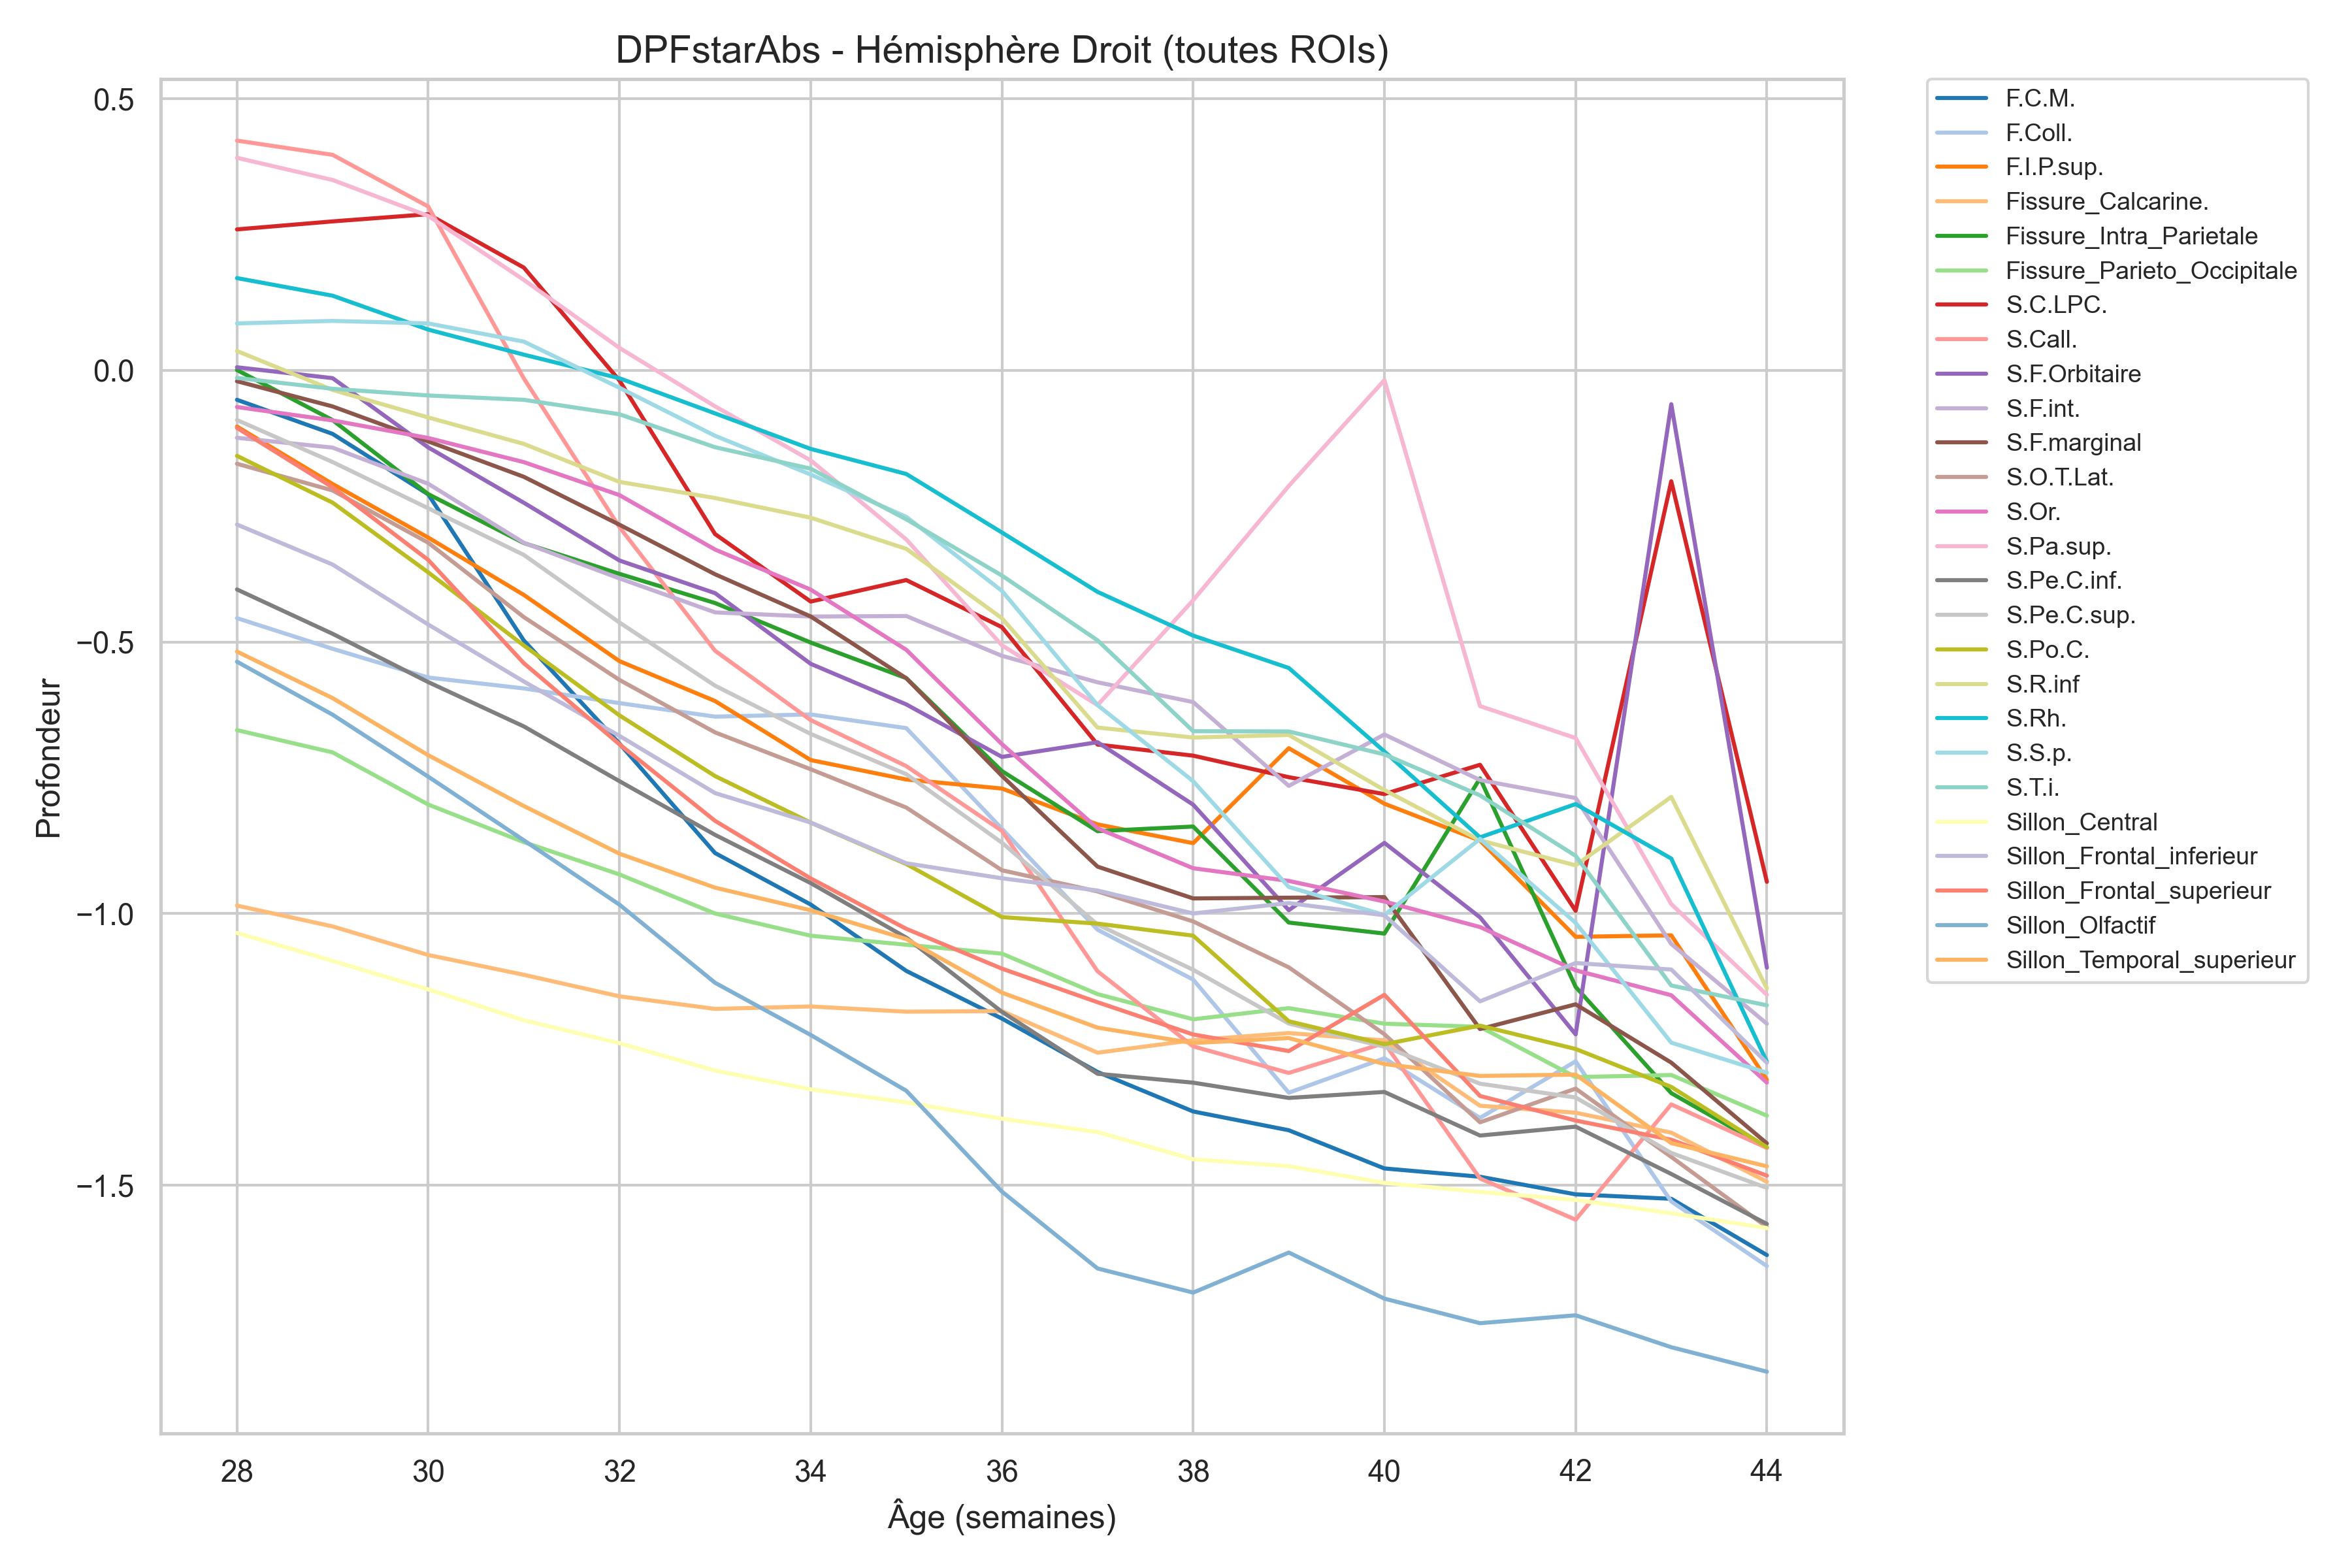 DPFstarAbs - Hémisphère Droit (toutes ROIs)
0.5
0.0
−0.5
−1.0
−1.5
Profondeur
28 30 32 34 36 38 40 42 44
Âge (semaines)
F.C.M.
F.Coll.
F.I.P.sup.
Fissure_Calcarine.
Fissure_Intra_Parietale
Fissure_Parieto_Occipitale
S.C.LPC.
S.Call.
S.F.Orbitaire
S.F.int.
S.F.marginal
S.O.T.Lat.
S.Or.
S.Pa.sup.
S.Pe.C.inf.
S.Pe.C.sup.
S.Po.C.
S.R.inf
S.Rh.
S.S.p.
S.T.i.
Sillon_Central
Sillon_Frontal_inferieur
Sillon_Frontal_superieur
Sillon_Olfactif
Sillon_Temporal_superieur